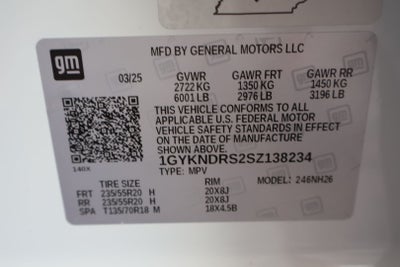 gm
MFD BY GENERAL MOTORS LLC
03/25 GVWR GAWR FRT GAWR RR
2722 KG 1350 KG 1450 KG
6001 LB 2976 LB 3196 LB
THIS VEHICLE CONFORMS TO ALL
APPLICABLE U.S. FEDERAL MOTOR
VEHICLE SAFETY STANDARDS IN EFFECT
ON THE DATE OF MANUFACTURE
SHOWN ABOVE.
1GYKNDRS2SZ138234
140X TYPE: MPV
TIRE SIZE RIM MODEL: 246NH26
FRT 235/55R20 H 20X8J
RR 235/55R20 H 20X8J
SPA T135/70R18 M 18X4.5B